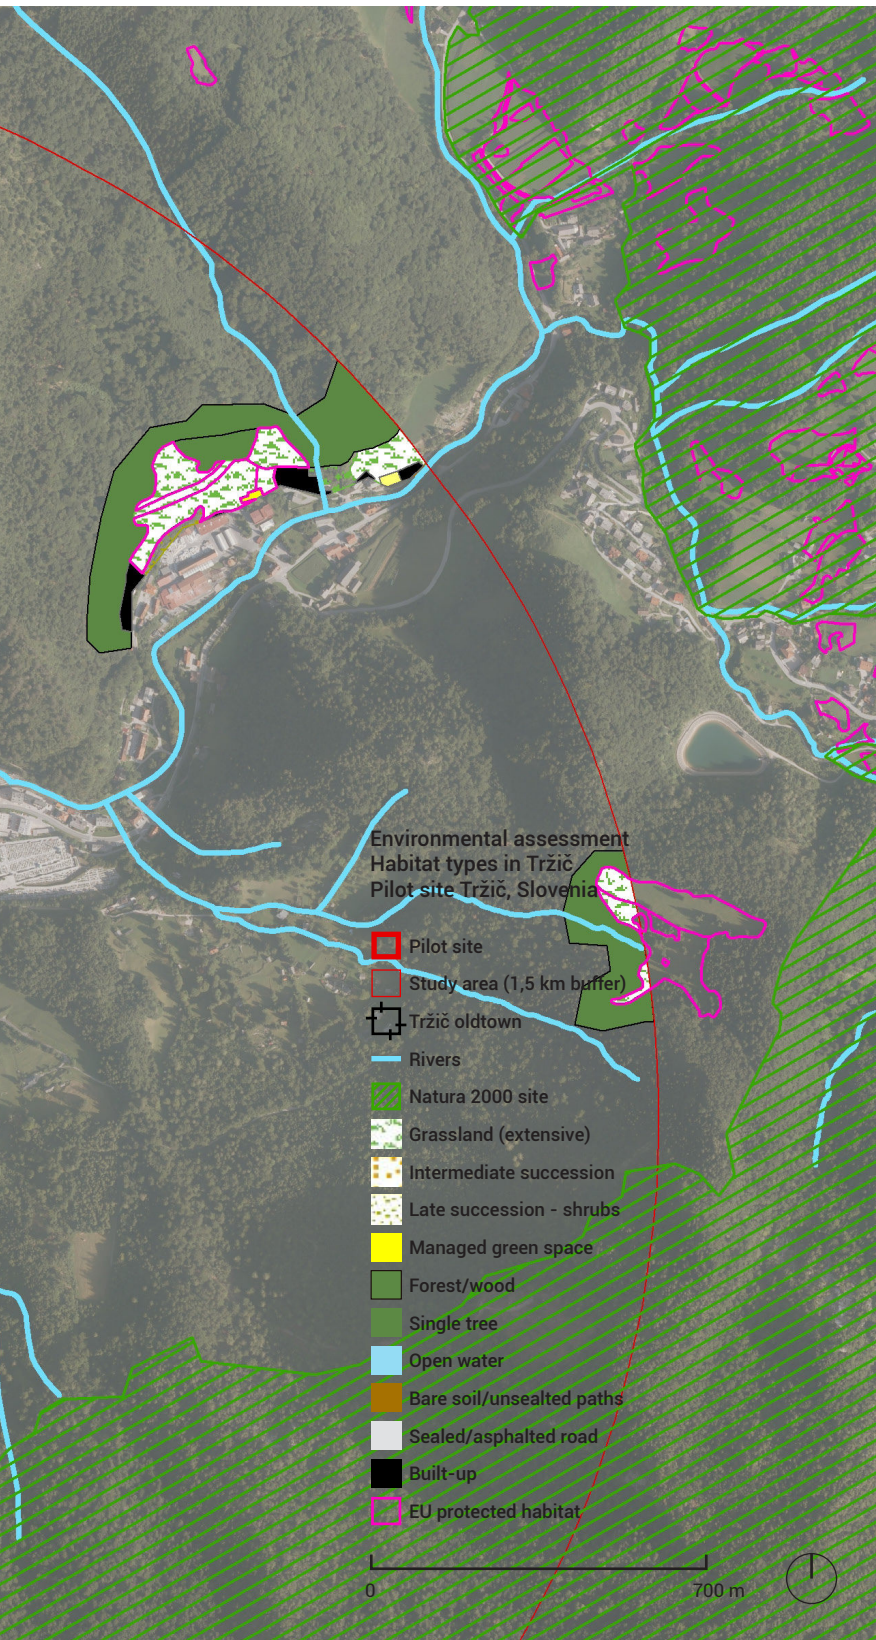 Environmental assessment
Habitat types in Tržič
Pilot site Tržič, Slovenia
Pilot site
Study area (1,5 km buffer)
Tržič oldtown
Rivers
Natura 2000 site
Grassland (extensive)
Intermediate succession
Late succession - shrubs
Managed green space
Forest/wood
Single tree
Open water
Bare soil/unsealted paths
Sealed/asphalted road
Built-up
EU protected habitat
0 700 m